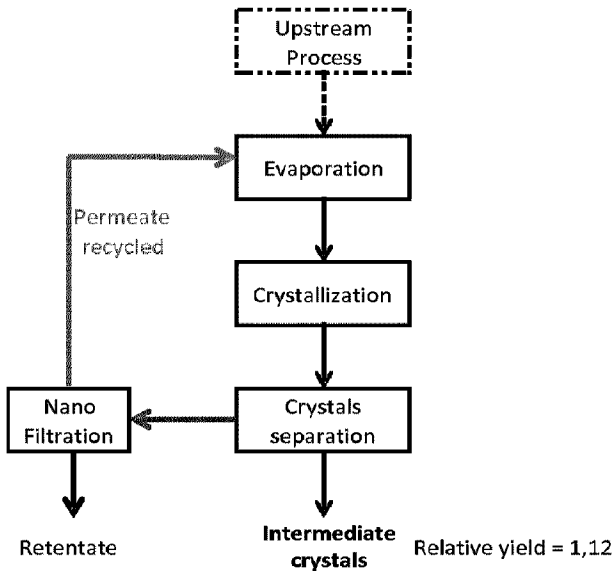 Upstream
Process
Evaporation
Permeate
recycled
Crystallization
Nano
Filtration
Crystals
separation
Retentate
Intermediate
crystals
Relative yield = 1,12